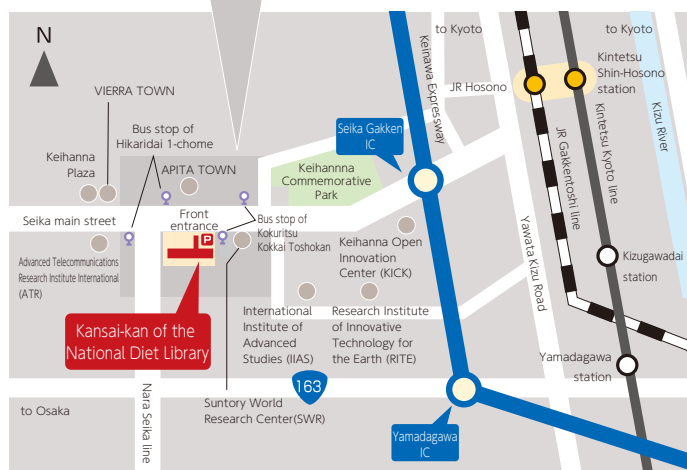 N
to Kyoto
to Kyoto
Keinawa Expressway
Kintetsu
Shin-Hosono
station
JR Hosono
VIERRA TOWN
Bus stop of
Hikaridai 1-chome
Seika Gakken
IC
Kintetsu Kyoto line
JR Gakkentoshi line
Kizu River
Keihanna
Plaza
APITA TOWN
Keihannna
Commemorative
Park
Seika main street
Front
entrance
P
Bus stop of
Kokuritsu
Kokkai Toshokan
Keihanna Open
Innovation
Center (KICK)
Yawata Kizu Road
Kizugawadai
station
Advanced Telecommunications
Research Institute International
(ATR)
Kansai-kan of the
National Diet Library
International
Institute of
Advanced
Studies (IIAS)
Research Institute
of Innovative
Technology for
the Earth (RITE)
Yamadagawa
station
163
Nara Seika line
Suntory World
Research Center(SWR)
to Osaka
Yamadagawa
IC